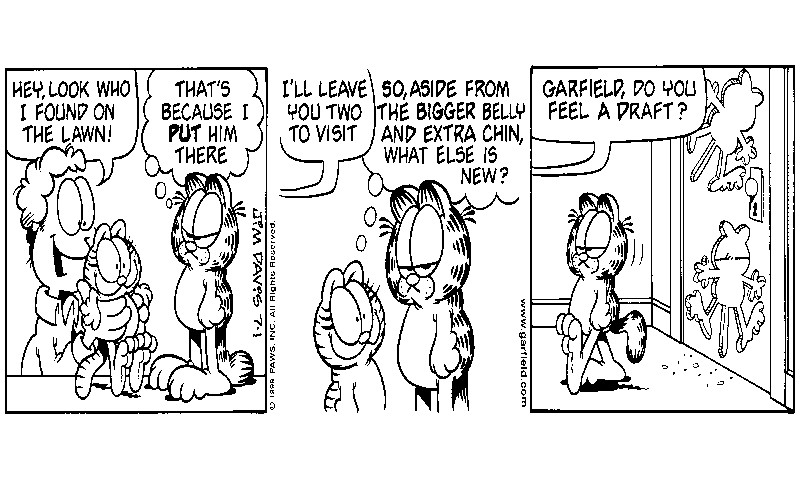 HEY, LOOK WHO
I FOUND ON
THE LAWN!
THAT'S
BECAUSE I
PUT HIM
THERE
JIM DAVIS 7-1
© 1999 PAWS, INC. All Rights Reserved.
I'LL LEAVE
YOU TWO
TO VISIT
SO, ASIDE FROM
THE BIGGER BELLY
AND EXTRA CHIN,
WHAT ELSE IS
NEW?
www.garfield.com
GARFIELD, DO YOU
FEEL A DRAFT?